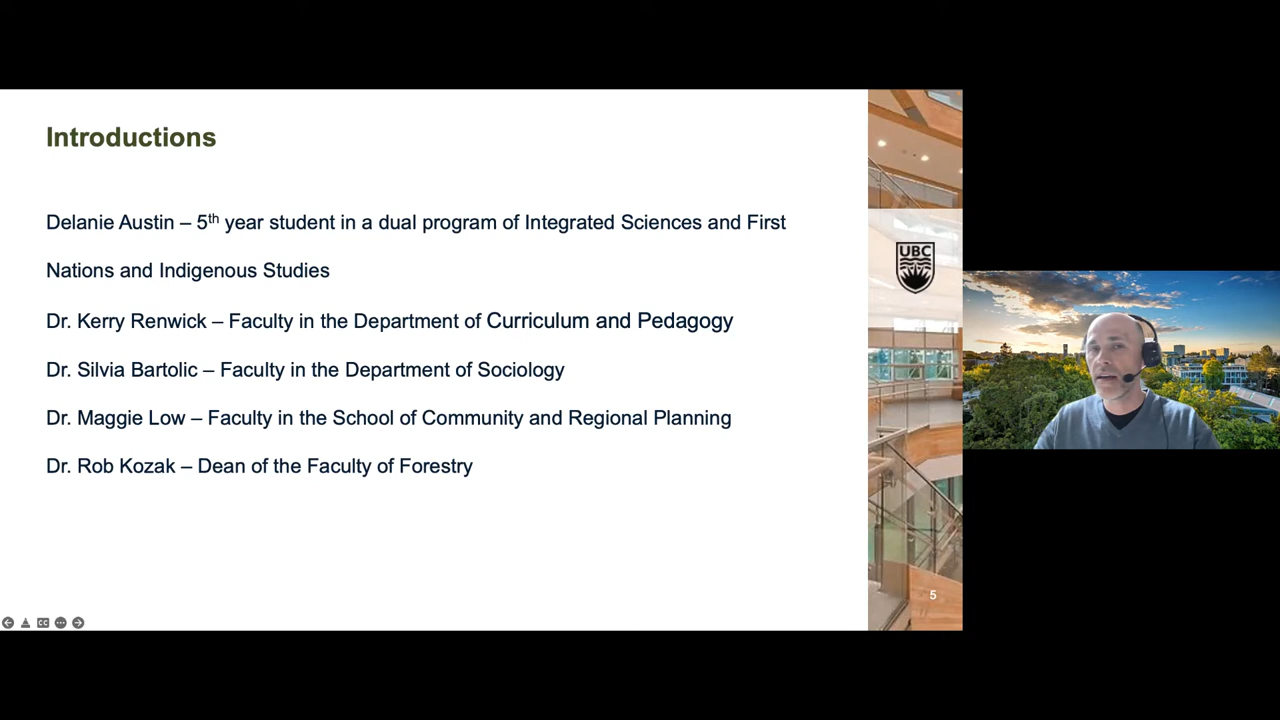 Introductions
Delanie Austin – 5th year student in a dual program of Integrated Sciences and First
Nations and Indigenous Studies
Dr. Kerry Renwick – Faculty in the Department of Curriculum and Pedagogy
Dr. Silvia Bartolic – Faculty in the Department of Sociology
Dr. Maggie Low – Faculty in the School of Community and Regional Planning
Dr. Rob Kozak – Dean of the Faculty of Forestry
UBC
5
CC